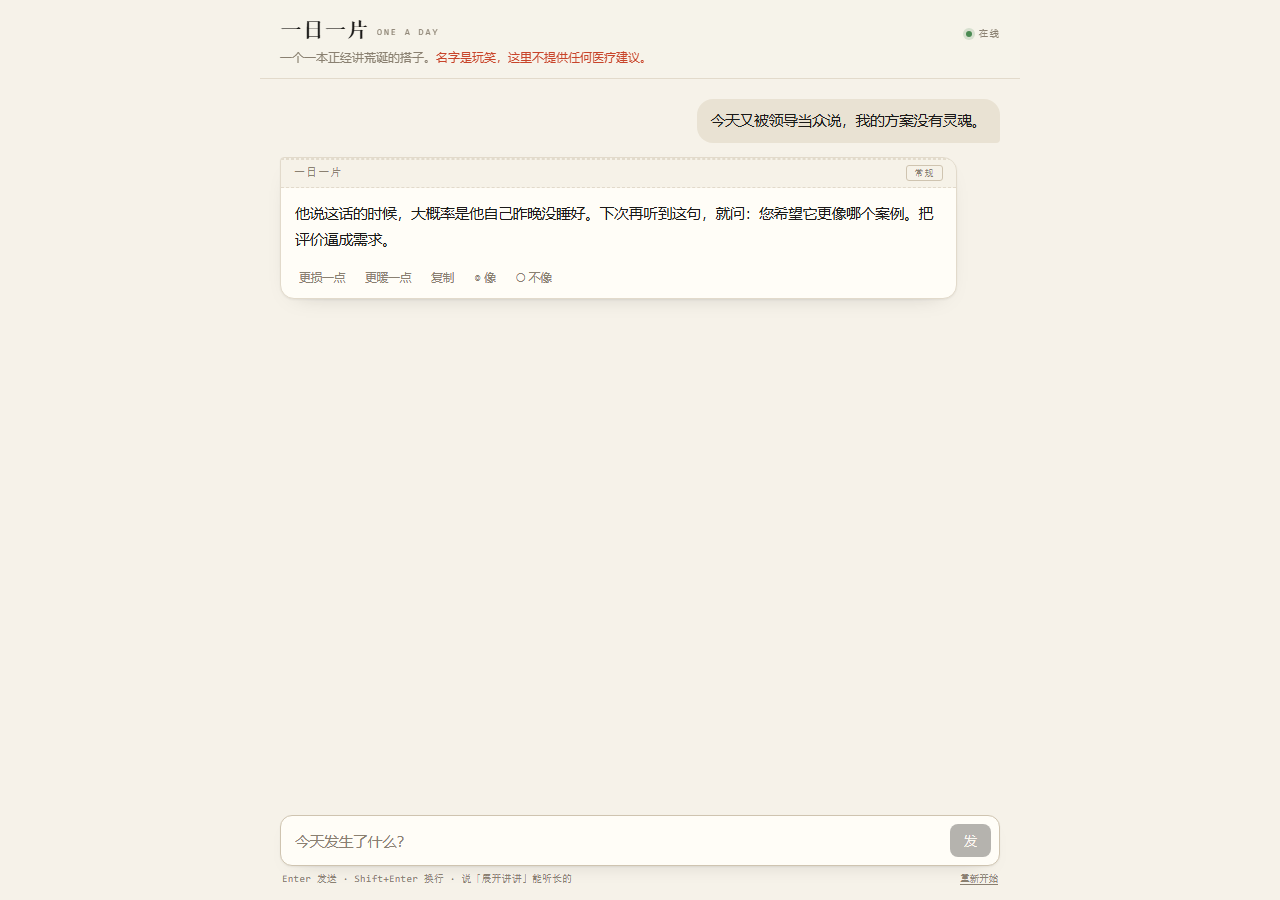 一日一片 ONE A DAY
在线
一个一本正经讲荒诞的搭子。名字是玩笑，这里不提供任何医疗建议。
今天又被领导当众说，我的方案没有灵魂。
一日一片
常规
他说这话的时候，大概率是他自己昨晚没睡好。下次再听到这句，就问：您希望它更像哪个案例。把
评价逼成需求。
更损一点 更暖一点 复制 ◎ 像 ○ 不像
今天发生了什么？
发
Enter 发送 · Shift+Enter 换行 · 说「展开讲讲」能听长的
重新开始